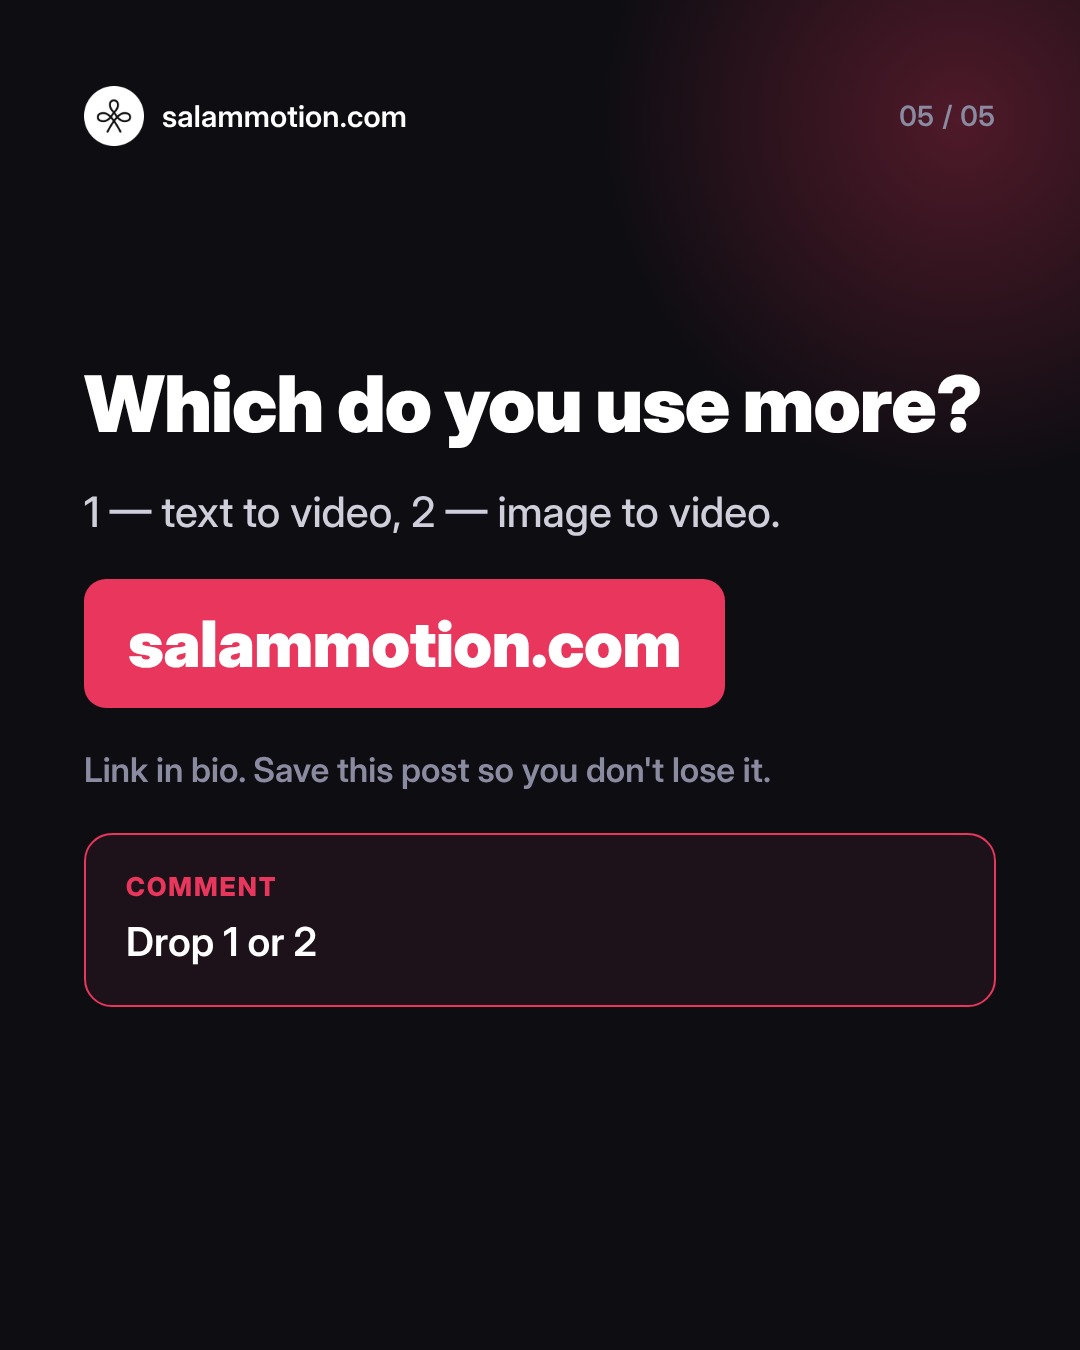 salammotion.com
05 / 05
Which do you use more?
1 — text to video, 2 — image to video.
salammotion.com
Link in bio. Save this post so you don't lose it.
COMMENT
Drop 1 or 2